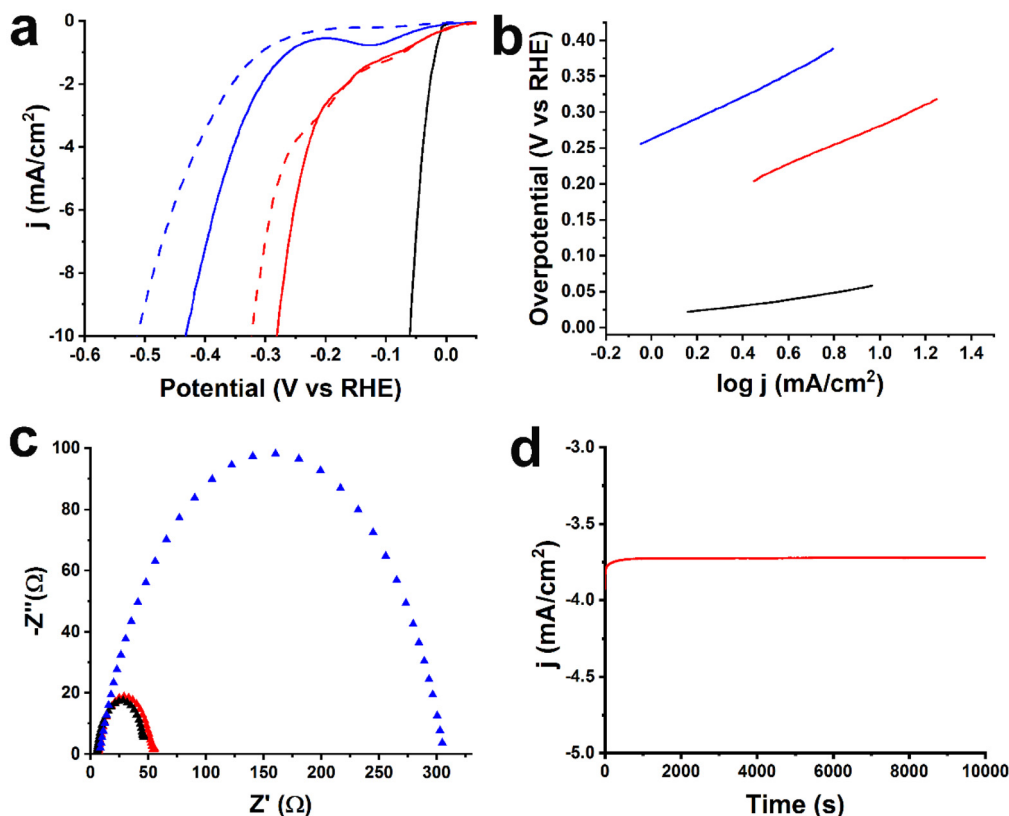 a
j (mA/cm²)
0
-2
-4
-6
-8
-10
-0.6 -0.5 -0.4 -0.3 -0.2 -0.1 0.0
Potential (V vs RHE)
b
Overpotential (V vs RHE)
0.40
0.35
0.30
0.25
0.20
0.15
0.10
0.05
0.00
-0.2 0.0 0.2 0.4 0.6 0.8 1.0 1.2 1.4
log j (mA/cm²)
c
-Z''(Ω)
100
80
60
40
20
0
0 50 100 150 200 250 300
Z' (Ω)
d
j (mA/cm²)
-3.0
-3.5
-4.0
-4.5
-5.0
0 2000 4000 6000 8000 10000
Time (s)